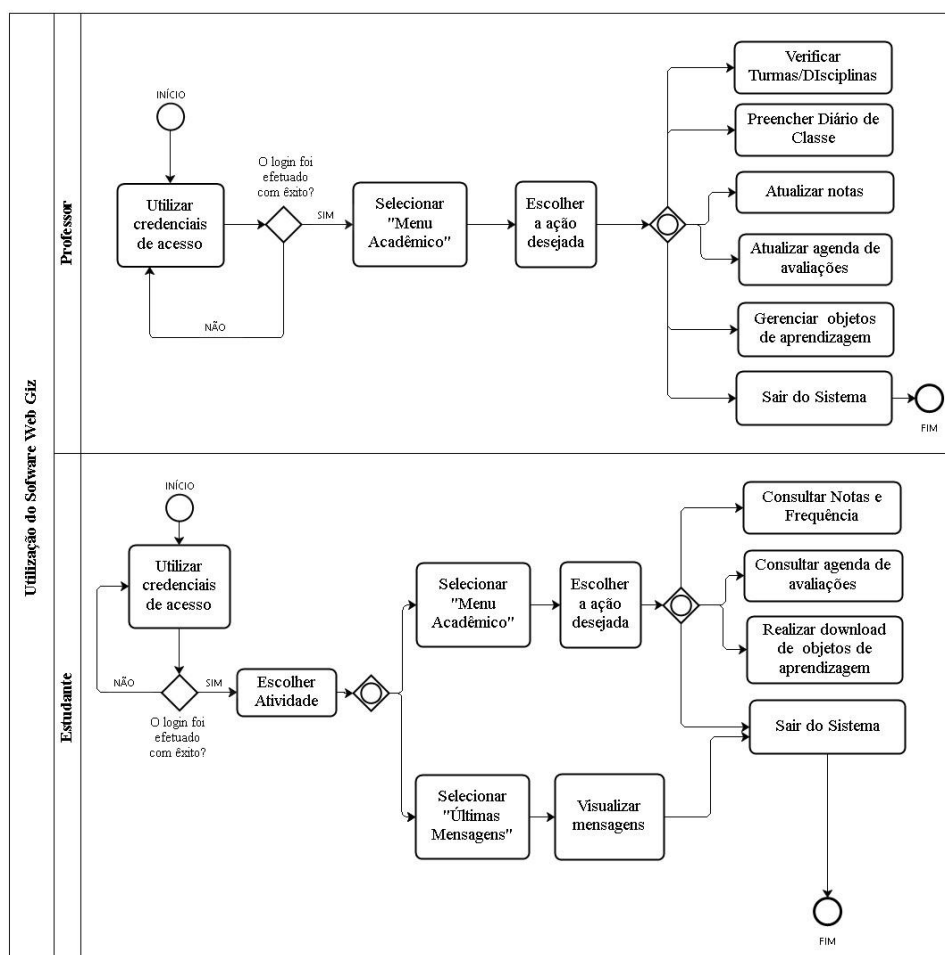 Utilização do Sofware Web Giz
Professor
INÍCIO
Utilizar
credenciais
de acesso
O login foi
efetuado
com êxito?
SIM
NÃO
Selecionar
"Menu
Acadêmico"
Escolher
a ação
desejada
Verificar
Turmas/DIsciplinas
Preencher Diário de
Classe
Atualizar notas
Atualizar agenda de
avaliações
Gerenciar objetos
de aprendizagem
Sair do Sistema
FIM
Estudante
INÍCIO
Utilizar
credenciais
de acesso
NÃO
SIM
O login foi
efetuado
com êxito?
Escolher
Atividade
Selecionar
"Menu
Acadêmico"
Escolher
a ação
desejada
Consultar Notas e
Frequência
Consultar agenda de
avaliações
Realizar download
de objetos de
aprendizagem
Sair do Sistema
Selecionar
"Últimas
Mensagens"
Visualizar
mensagens
FIM